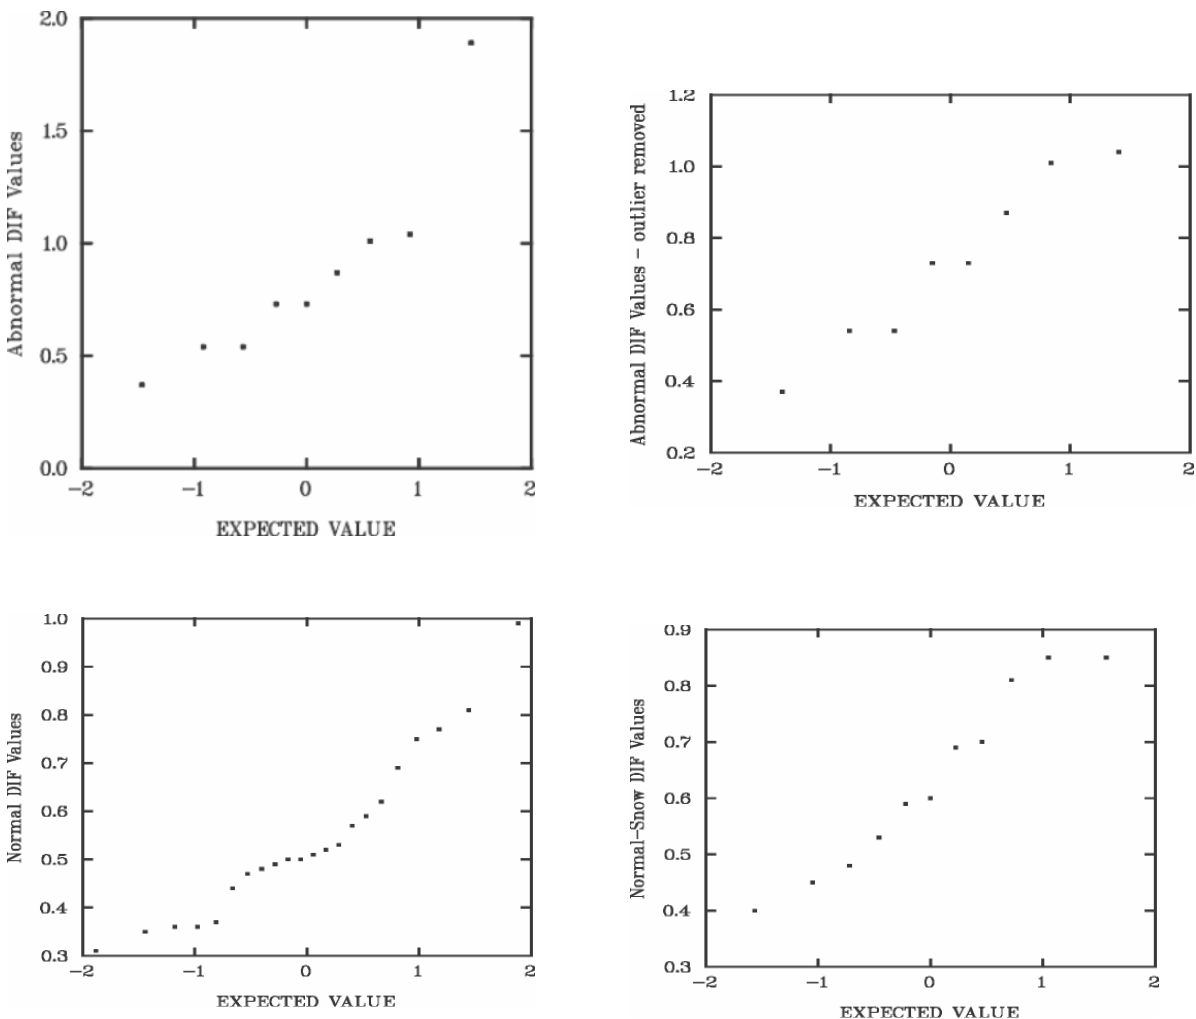 2.0
1.5
1.0
0.5
0.0
Abnormal DIF Values
−2 −1 0 1 2
EXPECTED VALUE
1.2
1.0
0.8
0.6
0.4
0.2
Abnormal DIF Values − outlier removed
−2 −1 0 1 2
EXPECTED VALUE
1.0
0.9
0.8
0.7
0.6
0.5
0.4
0.3
Normal DIF Values
−2 −1 0 1 2
EXPECTED VALUE
0.9
0.8
0.7
0.6
0.5
0.4
0.3
Normal−Snow DIF Values
−2 −1 0 1 2
EXPECTED VALUE